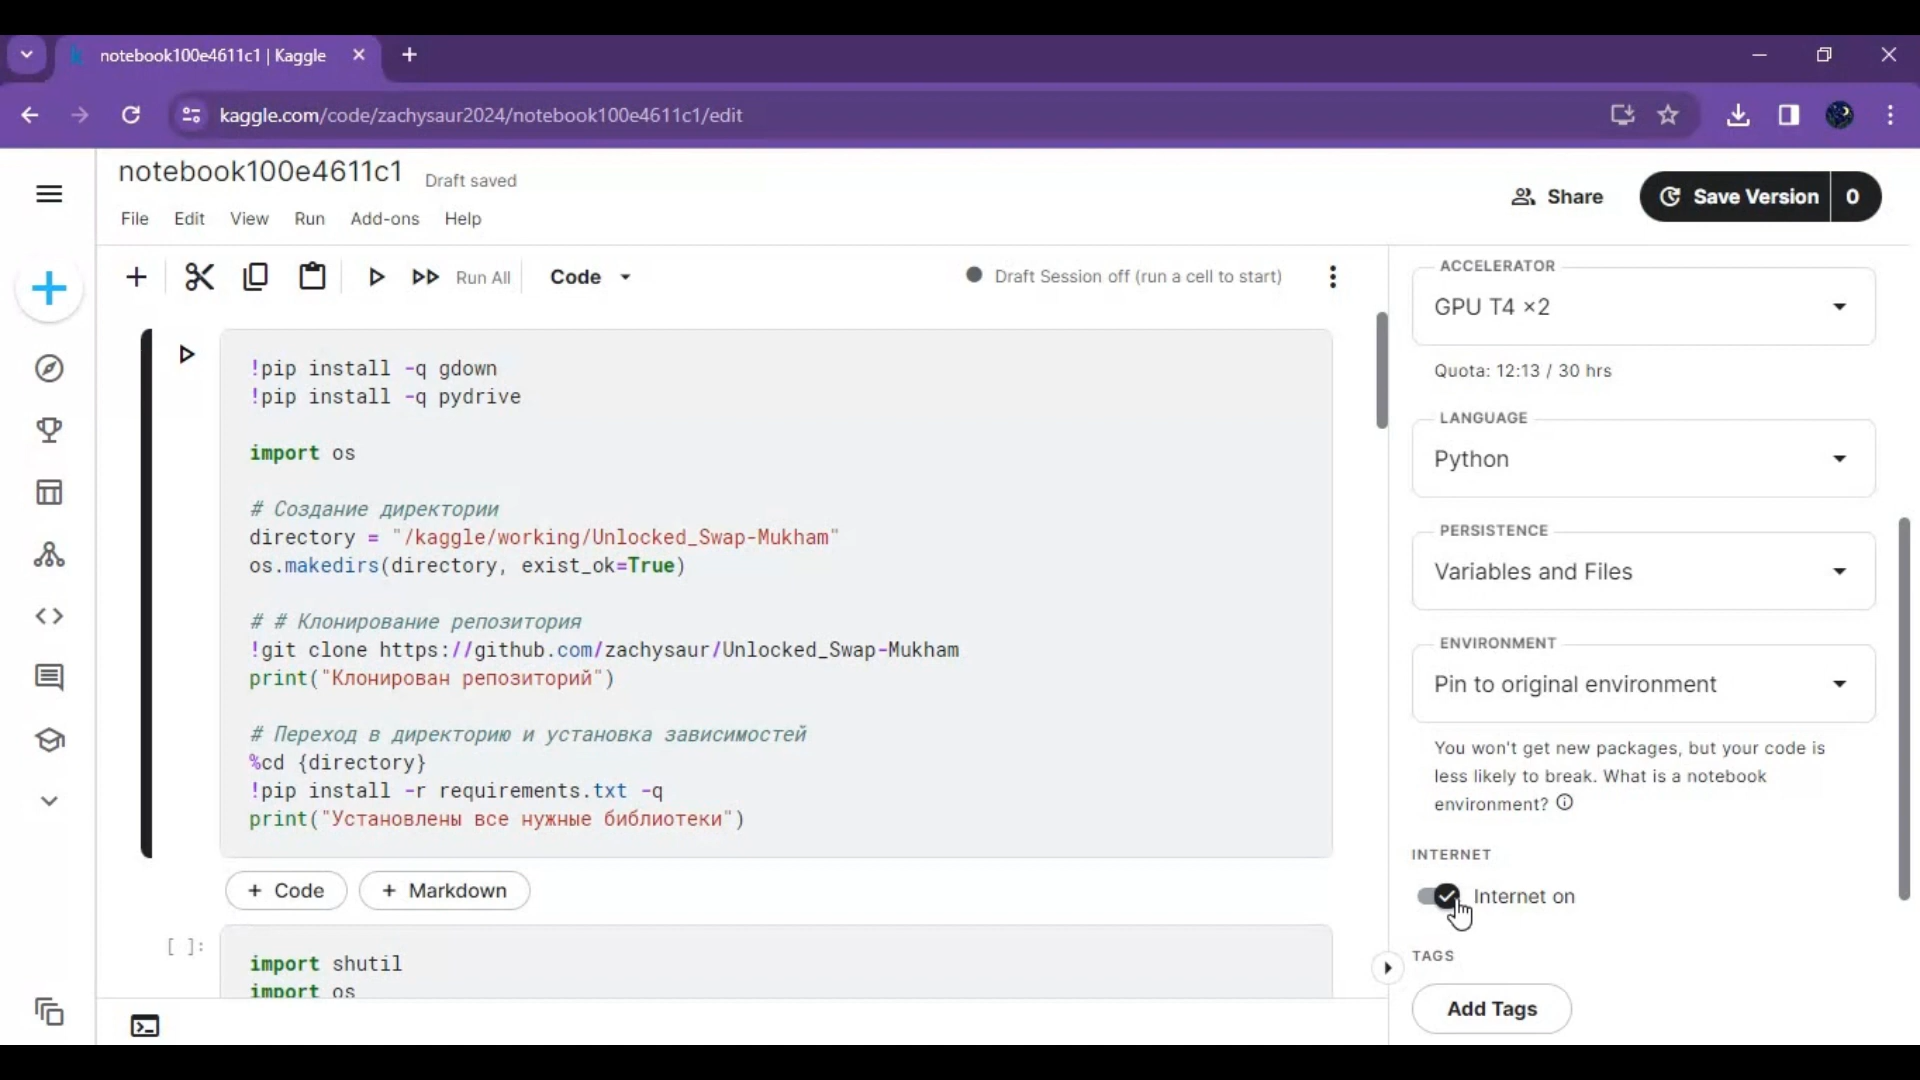 notebook100e4611c1 | Kaggle
kaggle.com/code/zachysaur2024/notebook100e4611c1/edit
notebook100e4611c1
Draft saved
File Edit View Run Add-ons Help
Share
Save Version 0
Run All
Code
Draft Session off (run a cell to start)
!pip install -q gdown
!pip install -q pydrive
import os
# Создание директории
directory = "/kaggle/working/Unlocked_Swap-Mukham"
os.makedirs(directory, exist_ok=True)
# # Клонирование репозитория
!git clone https://github.com/zachysaur/Unlocked_Swap-Mukham
print("Клонирован репозиторий")
# Переход в директорию и установка зависимостей
%cd {directory}
!pip install -r requirements.txt -q
print("Установлены все нужные библиотеки")
+ Code
+ Markdown
[ ]:
import shutil
import os
ACCELERATOR
GPU T4 ×2
Quota: 12:13 / 30 hrs
LANGUAGE
Python
PERSISTENCE
Variables and Files
ENVIRONMENT
Pin to original environment
You won't get new packages, but your code is
less likely to break. What is a notebook
environment?
INTERNET
Internet on
TAGS
Add Tags